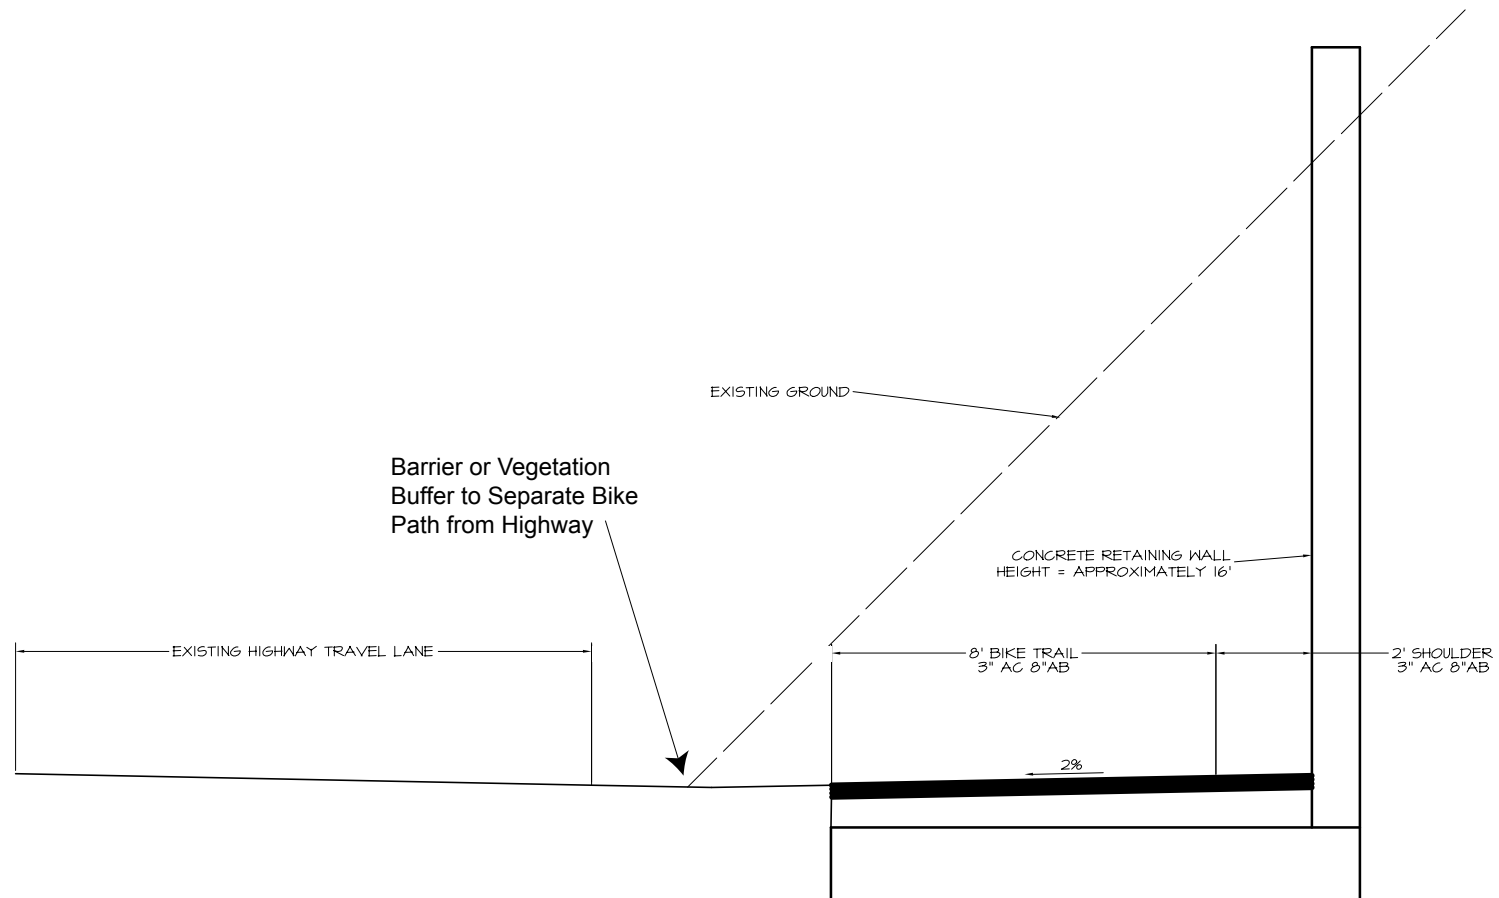 EXISTING GROUND
Barrier or Vegetation
Buffer to Separate Bike
Path from Highway
CONCRETE RETAINING WALL
HEIGHT = APPROXIMATELY 16'
EXISTING HIGHWAY TRAVEL LANE
8' BIKE TRAIL
3" AC 8"AB
2' SHOULDER
3" AC 8"AB
2%